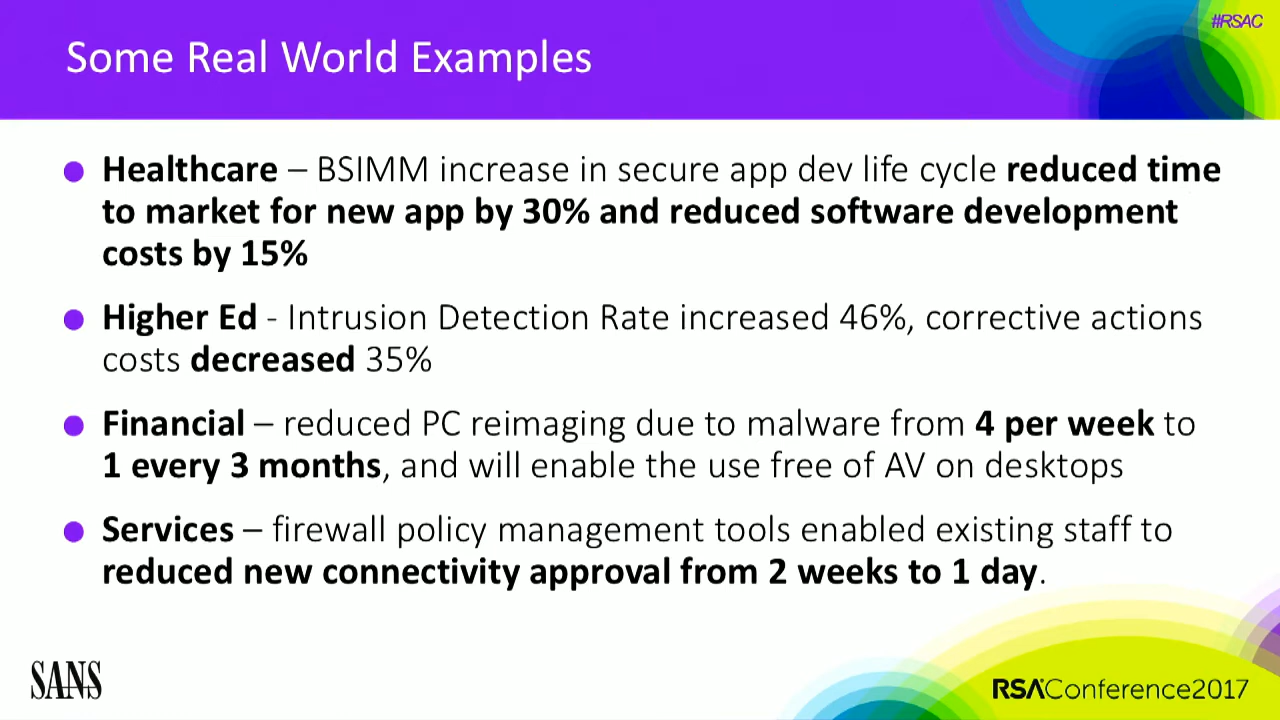 #RSAC
Some Real World Examples
Healthcare – BSIMM increase in secure app dev life cycle reduced time
to market for new app by 30% and reduced software development
costs by 15%
Higher Ed - Intrusion Detection Rate increased 46%, corrective actions
costs decreased 35%
Financial – reduced PC reimaging due to malware from 4 per week to
1 every 3 months, and will enable the use free of AV on desktops
Services – firewall policy management tools enabled existing staff to
reduced new connectivity approval from 2 weeks to 1 day.
SANS
RSAConference2017